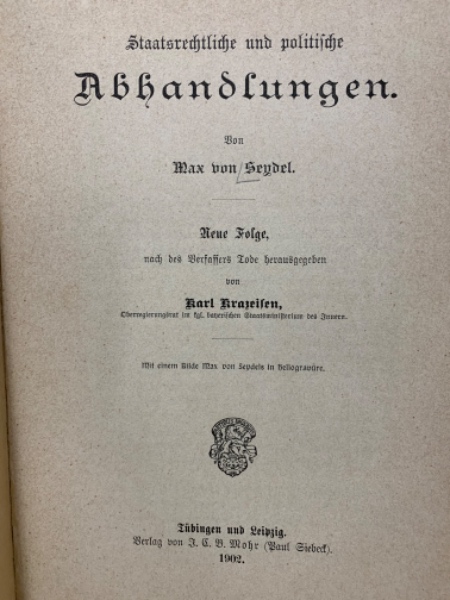 Staatsrechtliche und politische
Abhandlungen.
Von
Max von Seydel.
Neue Folge,
nach des Verfassers Tode herausgegeben
von
Karl Krazeisen,
Oberregierungsrat im kgl. bayerischen Staatsministerium des Innern.
Mit einem Bilde Max von Seydels in Heliogravüre.
Tübingen und Leipzig.
Verlag von J. C. B. Mohr (Paul Siebeck).
1902.